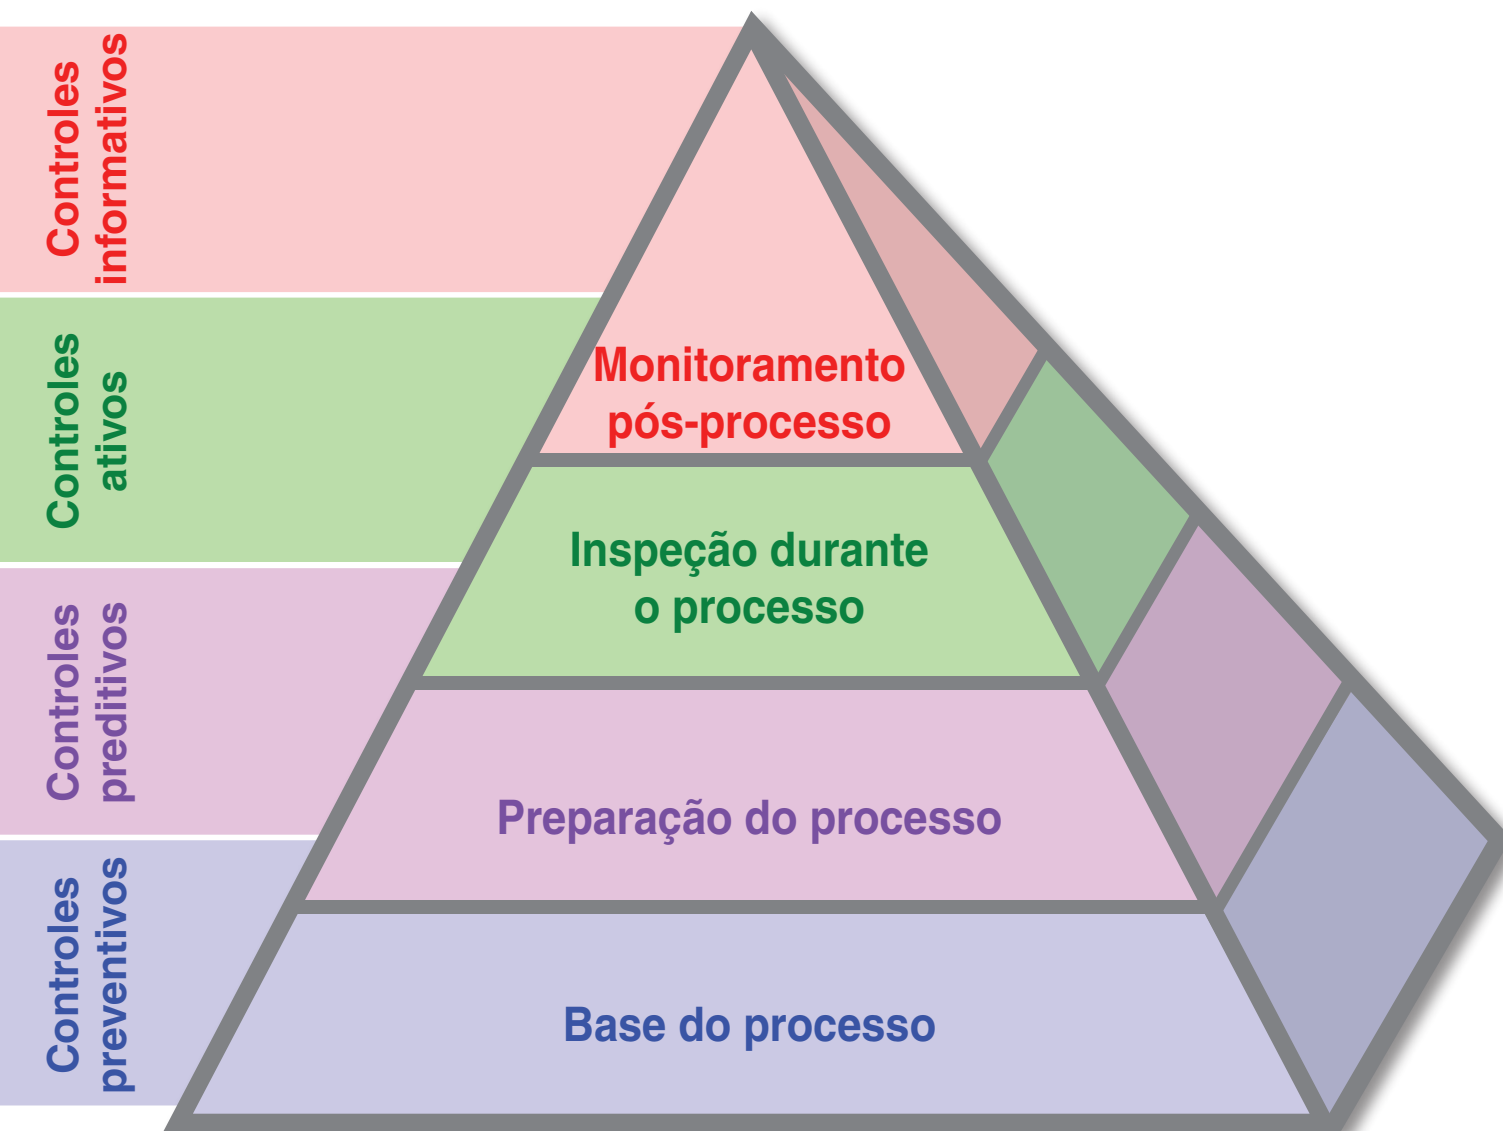 Controles
informativos
Monitoramento
pós-processo
Controles
ativos
Inspeção durante
o processo
Controles
preditivos
Preparação do processo
Controles
preventivos
Base do processo